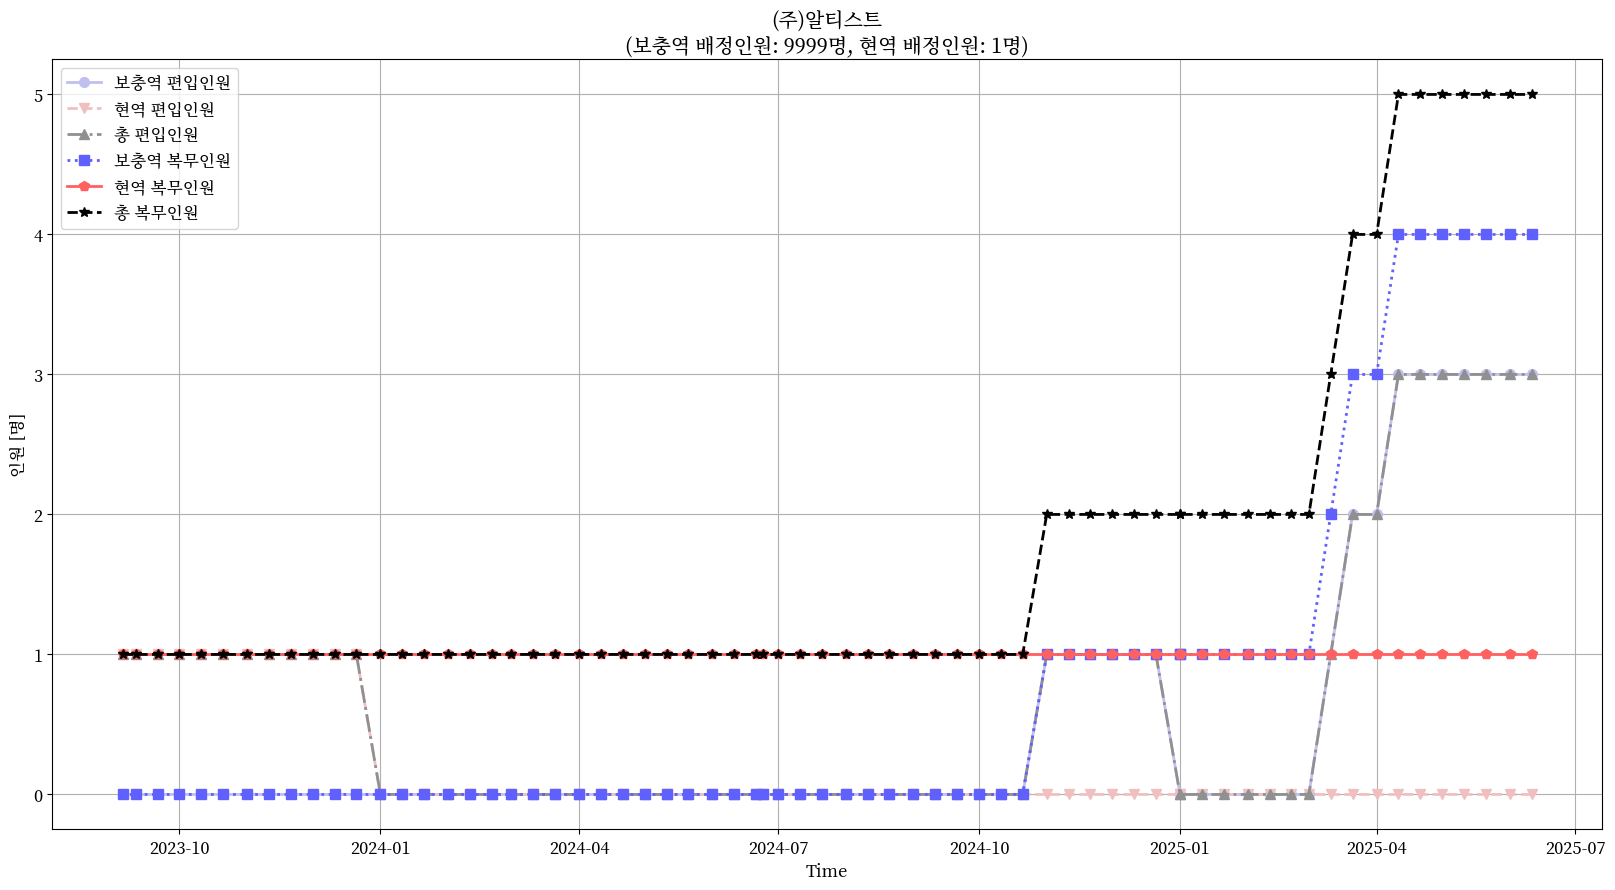 (주)알티스트
(보충역 배정인원: 9999명, 현역 배정인원: 1명)
보충역 편입인원
현역 편입인원
총 편입인원
보충역 복무인원
현역 복무인원
총 복무인원
5
4
3
2
1
0
인원 [명]
2023-10
2024-01
2024-04
2024-07
2024-10
2025-01
2025-04
2025-07
Time